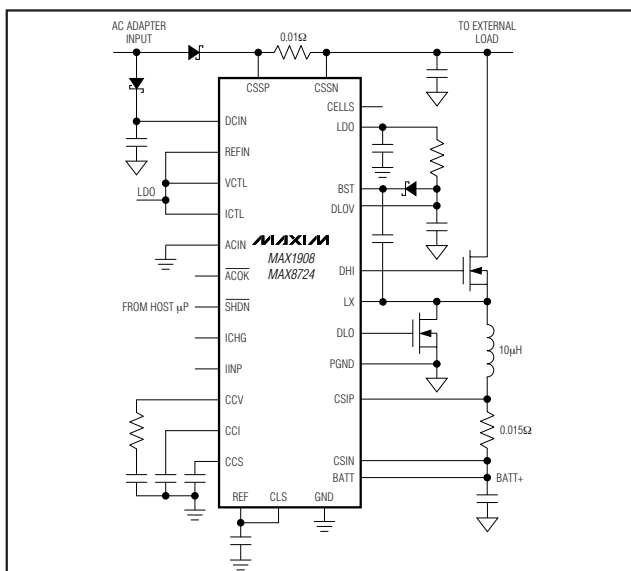 AC ADAPTER
INPUT
0.01Ω
TO EXTERNAL
LOAD
CSSP
CSSN
CELLS
DCIN
LDO
REFIN
VCTL
BST
LDO
DLOV
ICTL
ACIN
MAXIM
MAX1908
MAX8724
DHI
ACOK
LX
FROM HOST µP
SHDN
ICHG
DLO
10µH
IINP
PGND
CCV
CSIP
0.015Ω
CCI
CSIN
CCS
BATT
BATT+
REF
CLS
GND